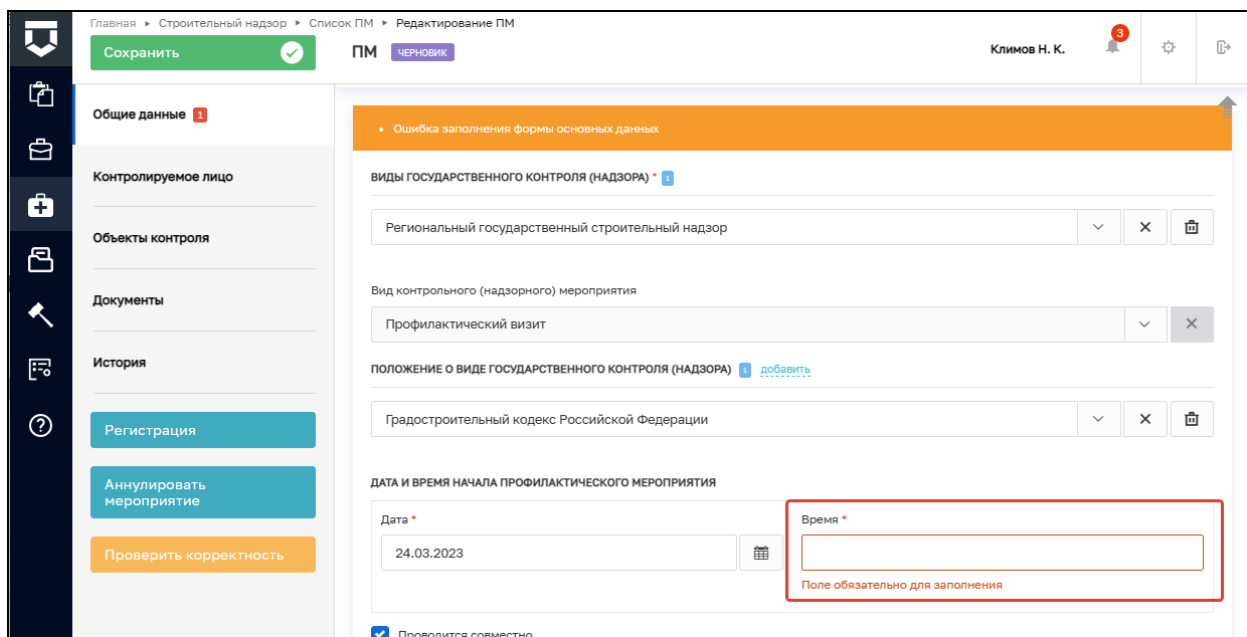 Главная ▸ Строительный надзор ▸ Список ПМ ▸ Редактирование ПМ
Сохранить
ПМ ЧЕРНОВИК
Климов Н. К.
3
Общие данные 1
Контролируемое лицо
Объекты контроля
Документы
История
Регистрация
Аннулировать
мероприятие
Проверить корректность
• Ошибка заполнения формы основных данных
ВИДЫ ГОСУДАРСТВЕННОГО КОНТРОЛЯ (НАДЗОРА) * 1
Региональный государственный строительный надзор
Вид контрольного (надзорного) мероприятия
Профилактический визит
ПОЛОЖЕНИЕ О ВИДЕ ГОСУДАРСТВЕННОГО КОНТРОЛЯ (НАДЗОРА) 1 добавить
Градостроительный кодекс Российской Федерации
ДАТА И ВРЕМЯ НАЧАЛА ПРОФИЛАКТИЧЕСКОГО МЕРОПРИЯТИЯ
Дата *
24.03.2023
Время *
Поле обязательно для заполнения
Проводится совместно